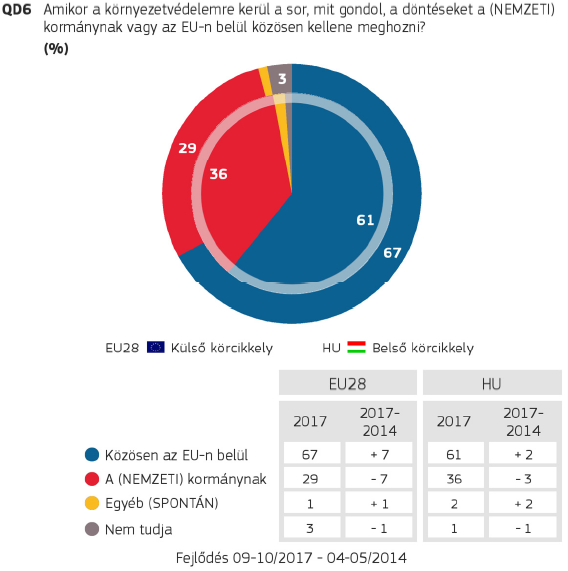 QD6 Amikor a környezetvédelemre kerül a sor, mit gondol, a döntéseket a (NEMZETI)
kormánynak vagy az EU-n belül közösen kellene meghozni?
(%)
3
29
36
61
67
EU28 Külső körcikkely HU Belső körcikkely
EU28 HU
2017 2017-2014 2017 2017-2014
Közösen az EU-n belül 67 + 7 61 + 2
A (NEMZETI) kormánynak 29 - 7 36 - 3
Egyéb (SPONTÁN) 1 + 1 2 + 2
Nem tudja 3 - 1 1 - 1
Fejlődés 09-10/2017 - 04-05/2014